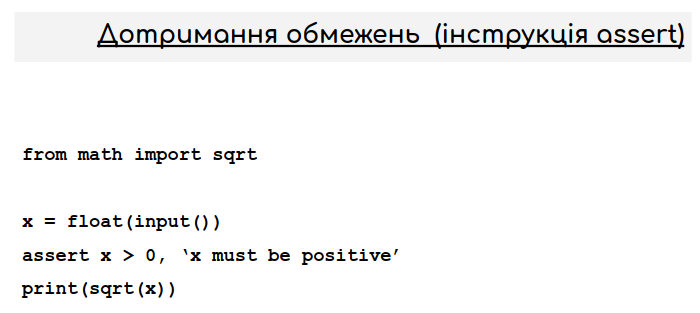 Дотримання обмежень (інструкція assert)
from math import sqrt
x = float(input())
assert x > 0, ‘x must be positive’
print(sqrt(x))